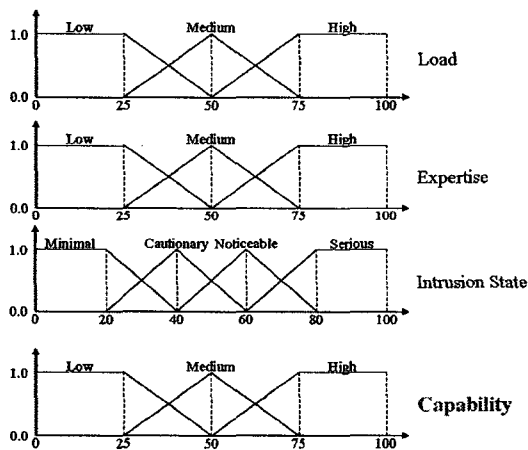 Low Medium High
1.0
Load
0.0
0 25 50 75 100
Low Medium High
1.0
Expertise
0.0
0 25 50 75 100
Minimal Cautionary Noticeable Serious
1.0
Intrusion State
0.0
0 20 40 60 80 100
Low Medium High
1.0
Capability
0.0
0 25 50 75 100